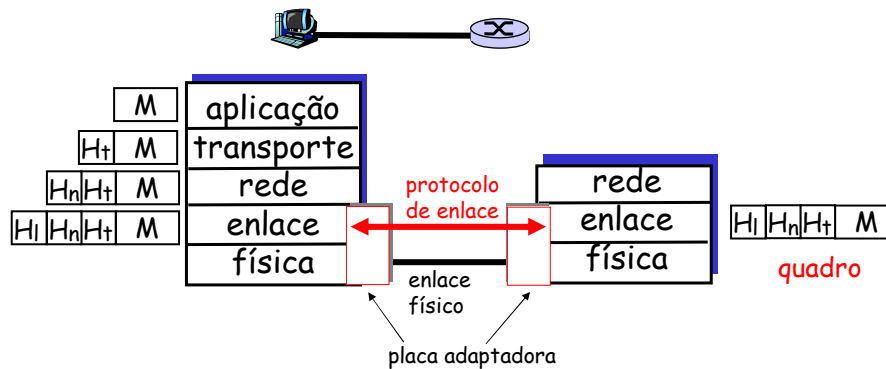 M
aplicação
Ht M
transporte
Hn Ht M
rede
Hl Hn Ht M
enlace
física
protocolo
de enlace
enlace
físico
placa adaptadora
rede
enlace
física
Hl Hn Ht M
quadro